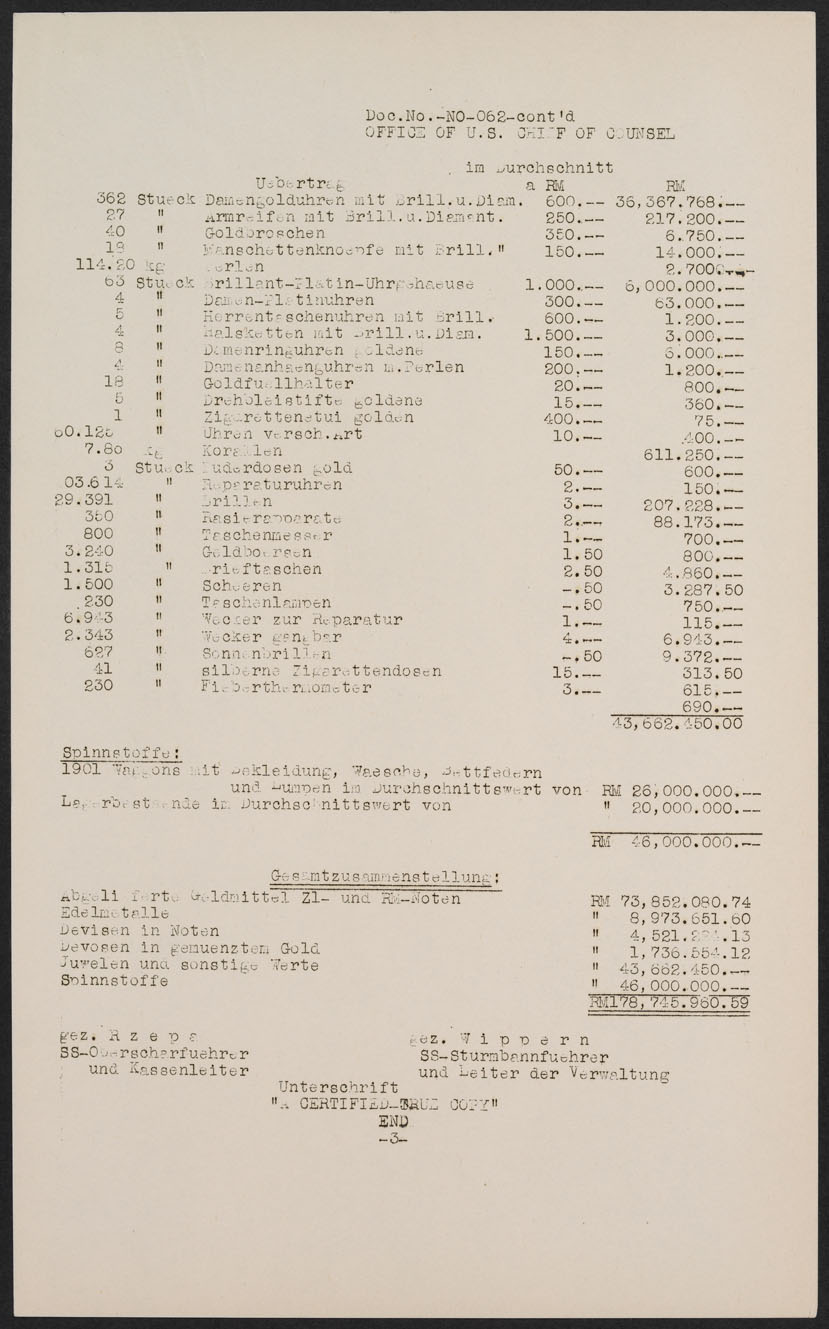 Doc.No.-NO-062-cont'd
OFFICE OF U.S. CHIEF OF COUNSEL
im Durchschnitt
Uebertrag a RM RM
362 Stueck Damengolduhren mit Brill.u.Diam. 600.-- 36,367.768.--
27 " Armreifen mit Brill.u.Diamant. 250.-- 217.200.--
40 " Goldbroschen 350.-- 6.750.--
19 " Manschettenknoepfe mit Brill." 150.-- 14.000.--
114.20 kg Perlen 2.700.--
63 Stueck Brillant-Platin-Uhrgehaeuse 1.000.-- 6,000.000.--
4 " Damen-Platinuhren 300.-- 63.000.--
5 " Herrentaschenuhren mit Brill. 600.-- 1.200.--
4 " Halsketten mit Brill.u.Diam. 1.500.-- 3.000.--
8 " Damenringuhren goldene 150.-- 6.000.--
4 " Damenanhaenguhren m.Perlen 200.-- 1.200.--
18 " Goldfuellhalter 20.-- 800.--
5 " Drehbleistifte goldene 15.-- 360.--
1 " Zigarettenetui golden 400.-- 75.--
60.125 " Uhren versch.Art 10.-- 400.--
7.80 kg Korallen 611.250.--
3 Stueck Puderdosen gold 50.-- 600.--
03.614 " Reparaturuhren 2.-- 150.--
29.391 " Brillen 3.-- 207.228.--
350 " Rasierapparate 2.-- 88.173.--
800 " Taschenmesser 1.-- 700.--
3.240 " Geldboersen 1.50 800.--
1.315 " Brieftaschen 2.50 4.860.--
1.500 " Scheeren -.50 3.287.50
230 " Taschenlampen -.50 750.--
6.943 " Wecker zur Reparatur 1.-- 115.--
2.343 " Wecker gangbar 4.-- 6.943.--
627 " Sonnenbrillen -.50 9.372.--
41 " silberne Zigarettendosen 15.-- 313.50
230 " Fieberthermometer 3.-- 615.--
690.--
43,662.450.00
Spinnstoffe:
1901 Waggons mit Bekleidung, Waesche, Bettfedern
und Lumpen im Durchschnittswert von RM 26,000.000.--
Lagerbestaende im Durchschnittswert von " 20,000.000.--
RM 46,000.000.--
Gesamtzusammenstellung:
Abgelieferte Geldmittel Zl- und RM-Noten RM 73,852.080.74
Edelmetalle " 8,973.651.60
Devisen in Noten " 4,521. .13
Devosen in gemuenztem Gold " 1,736.554.12
Juwelen und sonstige Werte " 43,662.450.--
Spinnstoffe " 46,000.000.--
RM178,745.960.59
gez. R z e p a gez. W i p p e r n
SS-Oberscharfuehrer SS-Sturmbannfuehrer
und Kassenleiter und Leiter der Verwaltung
Unterschrift
"A CERTIFIED TRUE COPY"
END
-3-